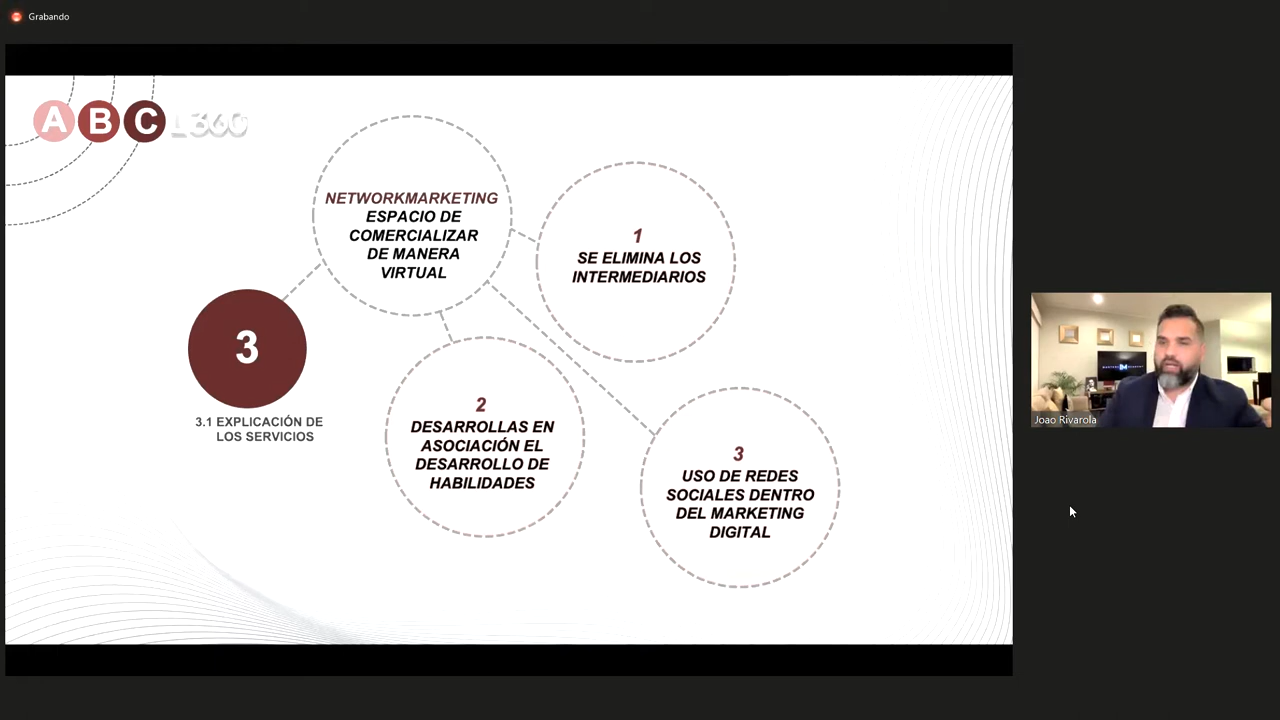 Grabando
A B C L360
NETWORKMARKETING
ESPACIO DE
COMERCIALIZAR
DE MANERA
VIRTUAL
1
SE ELIMINA LOS
INTERMEDIARIOS
3
3.1 EXPLICACIÓN DE
LOS SERVICIOS
2
DESARROLLAS EN
ASOCIACIÓN EL
DESARROLLO DE
HABILIDADES
3
USO DE REDES
SOCIALES DENTRO
DEL MARKETING
DIGITAL
Joao Rivarola